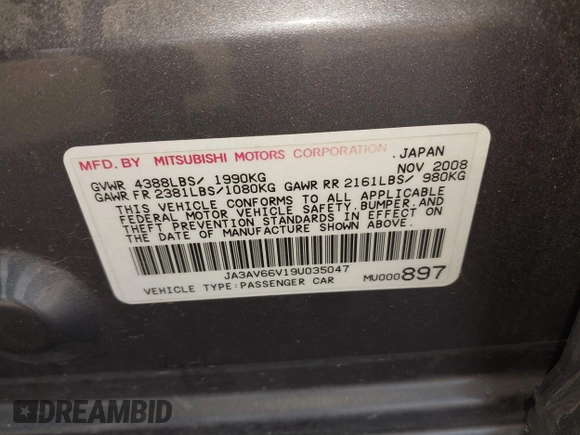 MFD. BY MITSUBISHI MOTORS CORPORATION, JAPAN
GVWR 4388LBS/ 1990KG NOV 2008
GAWR FR 2381LBS/1080KG GAWR RR 2161LBS/ 980KG
THIS VEHICLE CONFORMS TO ALL APPLICABLE
FEDERAL MOTOR VEHICLE SAFETY, BUMPER, AND
THEFT PREVENTION STANDARDS IN EFFECT ON
THE DATE OF MANUFACTURE SHOWN ABOVE.
JA3AV66V19U035047
VEHICLE TYPE:PASSENGER CAR MU000897
DREAMBID